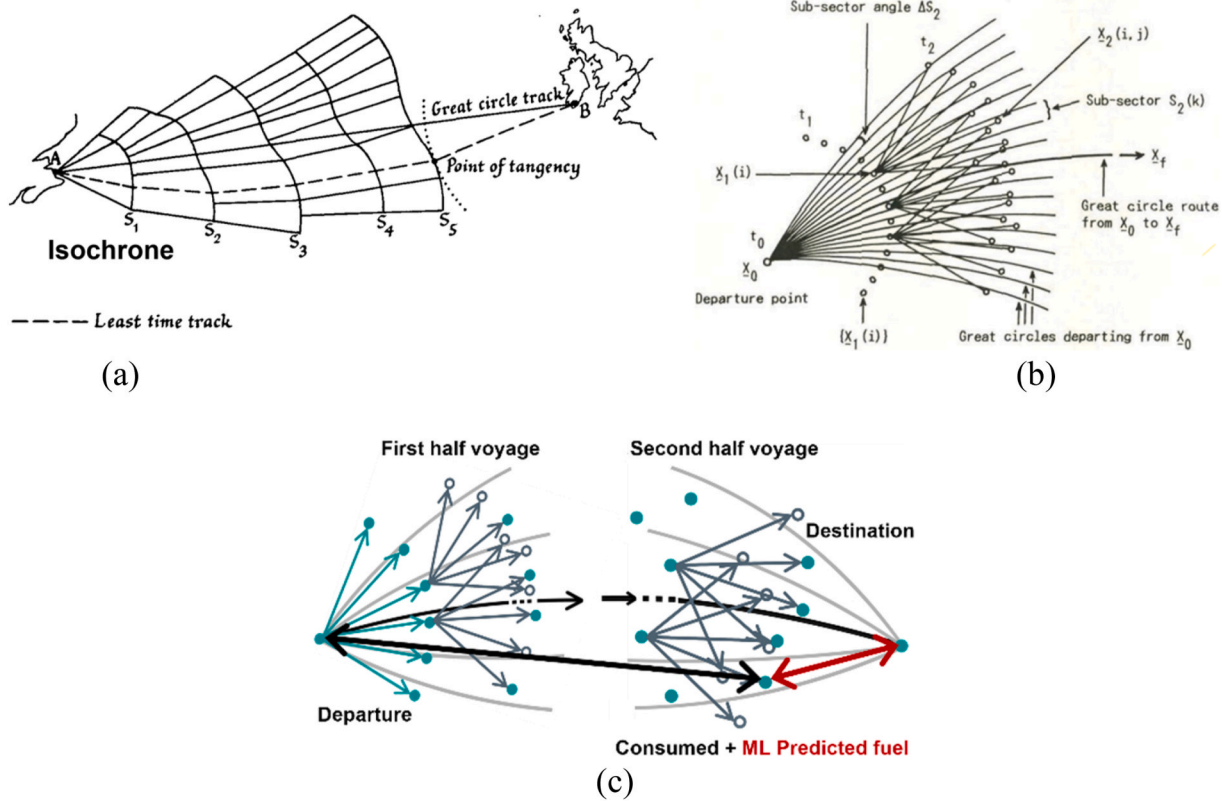 A
Great circle track
B
Point of tangency
S1
S2
S3
S4
S5
Isochrone
Least time track
(a)
Sub-sector angle ΔS2
t2
X2(i,j)
t1
Sub-sector S2(k)
X1(i)
Xf
Great circle route
from X0 to Xf
t0
X0
Departure point
{X1(i)}
Great circles departing from X0
(b)
First half voyage
Second half voyage
Destination
Departure
Consumed + ML Predicted fuel
(c)